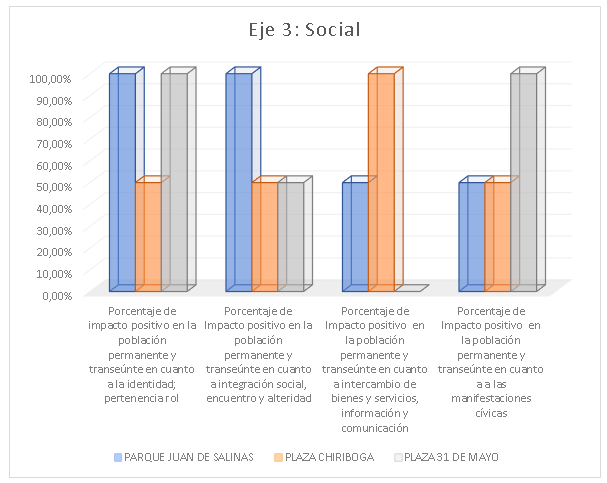 Eje 3: Social
100,00%
90,00%
80,00%
70,00%
60,00%
50,00%
40,00%
30,00%
20,00%
10,00%
0,00%
Porcentaje de
impacto positivo en la
población
permanente y
transeúnte en cuanto
a la identidad;
pertenencia rol
Porcentaje de
Impacto positivo en la
población
permanente y
transeúnte en cuanto
a integración social,
encuentro y alteridad
Porcentaje de
Impacto positivo en
la población
permanente y
transeúnte en cuanto
a intercambio de
bienes y servicios,
información y
comunicación
Porcentaje de
Impacto positivo en
la población
permanente y
transeúnte en cuanto
a a las
manifestaciones
cívicas
PARQUE JUAN DE SALINAS
PLAZA CHIRIBOGA
PLAZA 31 DE MAYO